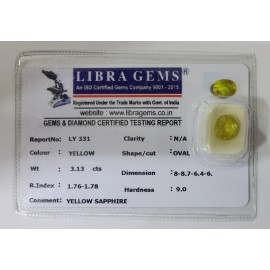 LIBRA GEMS
An-ISO Certified Gems Company 9001 - 2015
Registered Under the Trade Marks with Govt. of India
website : www.libragems.co.in
GEMS & DIAMOND CERTIFIED TESTING REPORT
ReportNo: LY 331 Clarity : N/A
Colour : YELLOW Shape/cut : OVAL
Wt : 3.13 cts Dimension : 8-8.7-6.4-6.
R.Index : 1.76-1.78 Hardness : 9.0
Comment: YELLOW SAPPHIRE